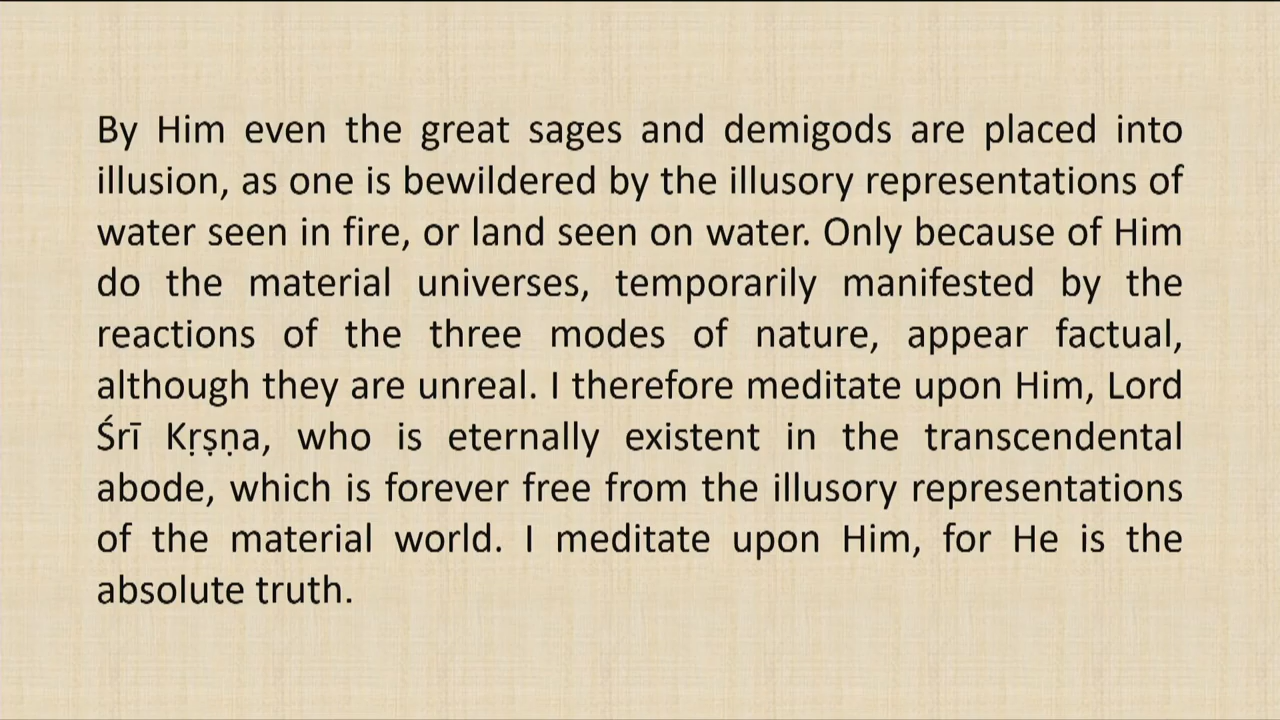 By Him even the great sages and demigods are placed into
illusion, as one is bewildered by the illusory representations of
water seen in fire, or land seen on water. Only because of Him
do the material universes, temporarily manifested by the
reactions of the three modes of nature, appear factual,
although they are unreal. I therefore meditate upon Him, Lord
Śrī Kṛṣṇa, who is eternally existent in the transcendental
abode, which is forever free from the illusory representations
of the material world. I meditate upon Him, for He is the
absolute truth.